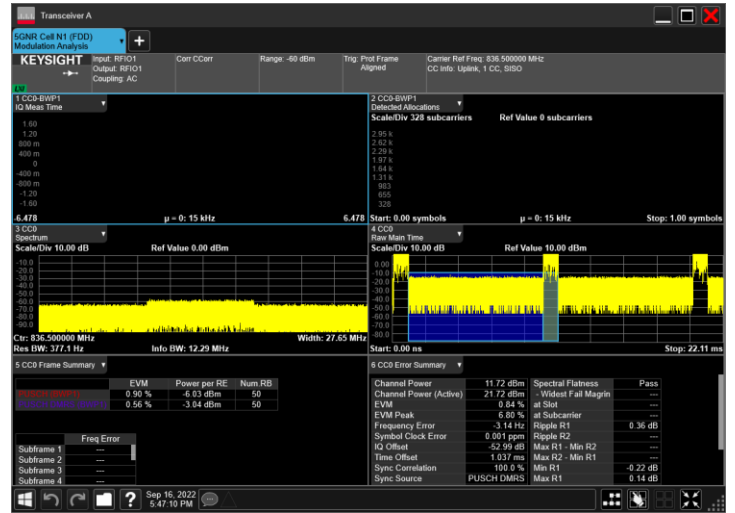 Transceiver A
5GNR Cell N1 (FDD)
Modulation Analysis
KEYSIGHT
LXI
Input: RFIO1
Output: RFIO1
Coupling: AC
Corr CCorr
Range: -60 dBm
Trig: Prot Frame
Aligned
Carrier Ref Freq: 836.500000 MHz
CC Info: Uplink, 1 CC, SISO
1 CC0-BWP1
IQ Meas Time
1.60
1.20
800 m
400 m
0
-400 m
-800 m
-1.20
-1.60
-6.478 µ = 0: 15 kHz 6.478
2 CC0-BWP1
Detected Allocations
Scale/Div 328 subcarriers Ref Value 0 subcarriers
2.95 k
2.62 k
2.29 k
1.97 k
1.64 k
1.31 k
983
655
328
Start: 0.00 symbols µ = 0: 15 kHz Stop: 1.00 symbols
3 CC0
Spectrum
Scale/Div 10.00 dB Ref Value 0.00 dBm
-10.0
-20.0
-30.0
-40.0
-50.0
-60.0
-70.0
-80.0
-90.0
Ctr: 836.500000 MHz Width: 27.65 MHz
Res BW: 377.1 Hz Info BW: 12.29 MHz
4 CC0
Raw Main Time
Scale/Div 10.00 dB Ref Value 10.00 dBm
0.00
-10.0
-20.0
-30.0
-40.0
-50.0
-60.0
-70.0
-80.0
Start: 0.00 ns Stop: 22.11 ms
5 CC0 Frame Summary
EVM Power per RE Num.RB
0.90 % -6.03 dBm 50
0.56 % -3.04 dBm 50
Freq Error
Subframe 1 ---
Subframe 2 ---
Subframe 3 ---
Subframe 4 ---
6 CC0 Error Summary
Channel Power 11.72 dBm Spectral Flatness Pass
Channel Power (Active) 21.72 dBm - Widest Fail Magrin ---
EVM 0.84 % at Slot ---
EVM Peak 6.80 % at Subcarrier ---
Frequency Error -3.14 Hz Ripple R1 0.36 dB
Symbol Clock Error 0.001 ppm Ripple R2 ---
IQ Offset -52.99 dB Max R1 - Min R2 ---
Time Offset 1.037 ms Max R2 - Min R1 ---
Sync Correlation 100.0 % Min R1 -0.22 dB
Sync Source PUSCH DMRS Max R1 0.14 dB
Sep 16, 2022
5:47:10 PM